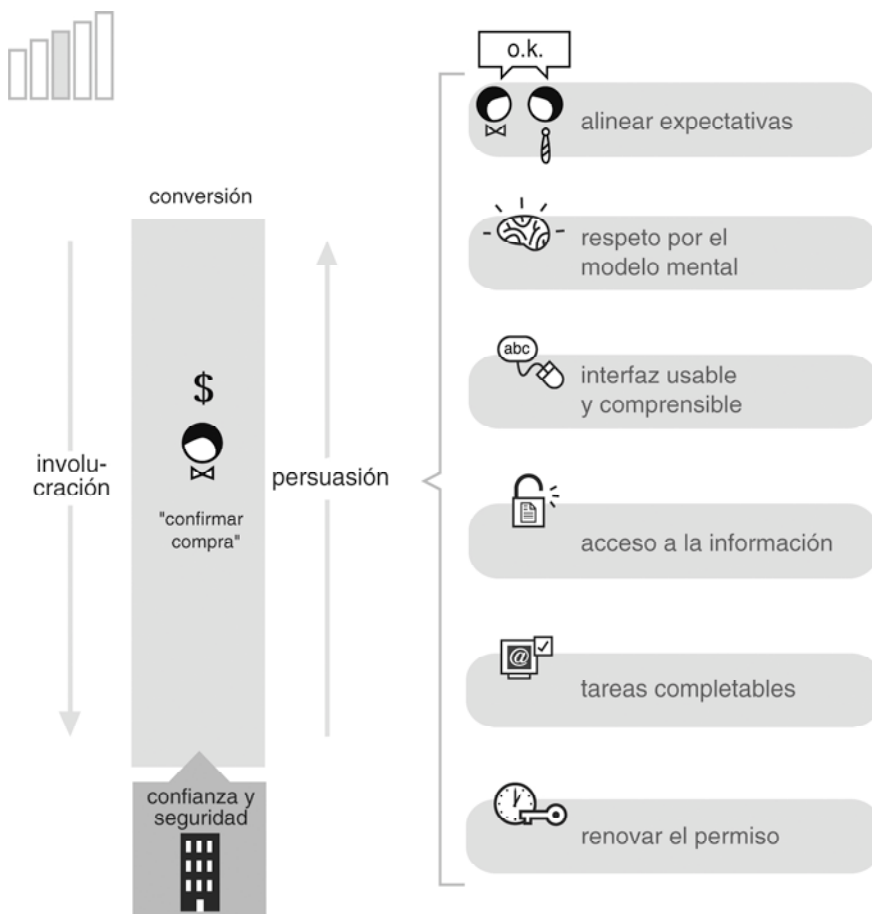 o.k.
alinear expectativas
conversión
respeto por el
modelo mental
abc
interfaz usable
y comprensible
$
involu-
cración
persuasión
"confirmar
compra"
acceso a la información
@
tareas completables
confianza y
seguridad
renovar el permiso